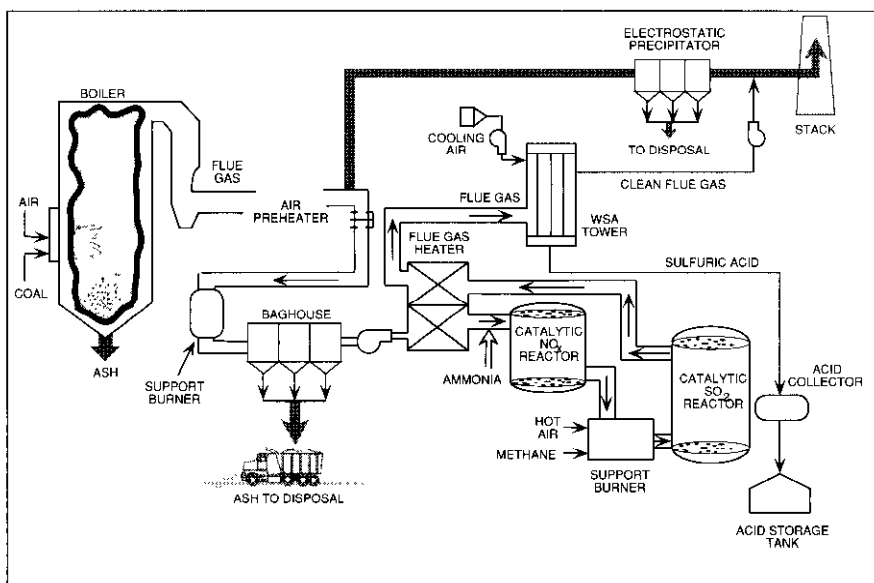 ELECTROSTATIC
PRECIPITATOR
BOILER
STACK
COOLING
AIR
TO DISPOSAL
FLUE
GAS
CLEAN FLUE GAS
AIR
AIR
PREHEATER
FLUE GAS
WSA
TOWER
FLUE GAS
HEATER
SULFURIC ACID
COAL
BAGHOUSE
CATALYTIC
NOx
REACTOR
ASH
SUPPORT
BURNER
AMMONIA
CATALYTIC
SO2
REACTOR
ACID
COLLECTOR
HOT
AIR
METHANE
SUPPORT
BURNER
ASH TO DISPOSAL
ACID STORAGE
TANK